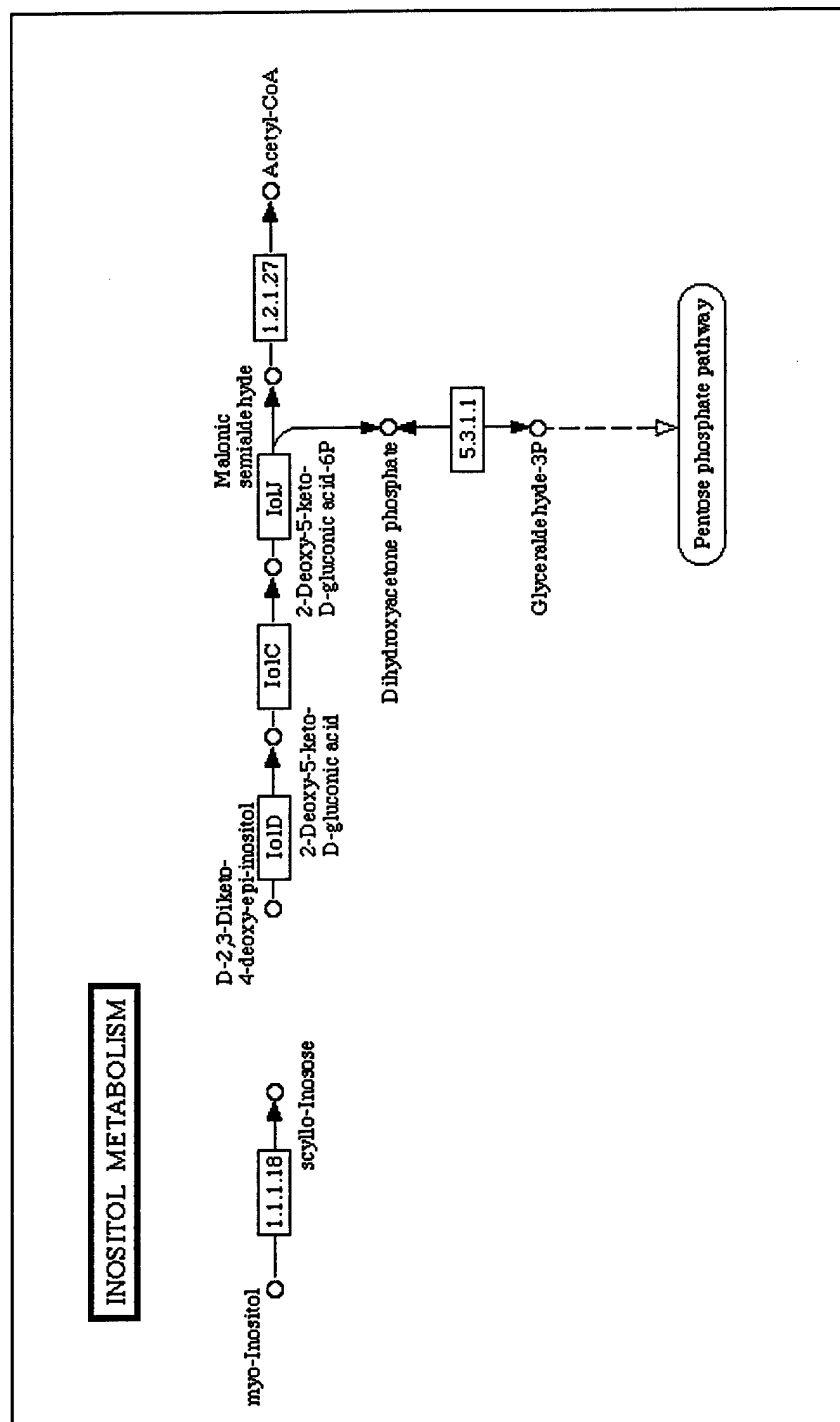 INOSITOL METABOLISM
myo-Inositol
1.1.1.18
scyllo-Inosose
D-2,3-Diketo-
4-deoxy-epi-inositol
IolD
2-Deoxy-5-keto-
D-gluconic acid
IolC
2-Deoxy-5-keto-
D-gluconic acid-6P
IolJ
Malonic
semialdehyde
1.2.1.27
Acetyl-CoA
Dihydroxyacetone phosphate
5.3.1.1
Glyceraldehyde-3P
Pentose phosphate pathway